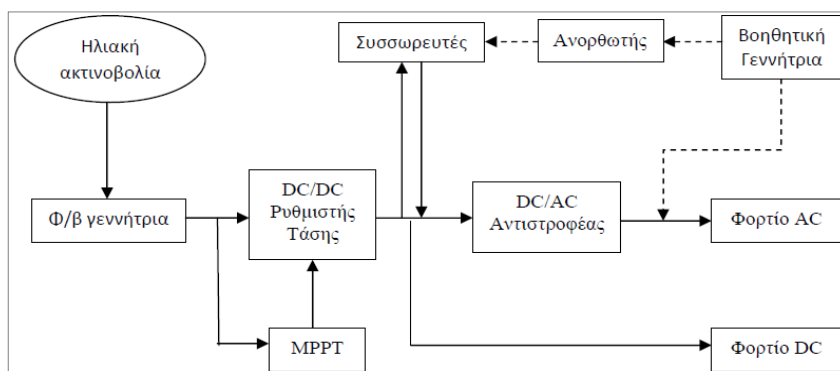 Ηλιακή
ακτινοβολία
Συσσωρευτές
Ανορθωτής
Βοηθητική
Γεννήτρια
Φ/β γεννήτρια
DC/DC
Ρυθμιστής
Τάσης
DC/AC
Αντιστροφέας
Φορτίο AC
MPPT
Φορτίο DC